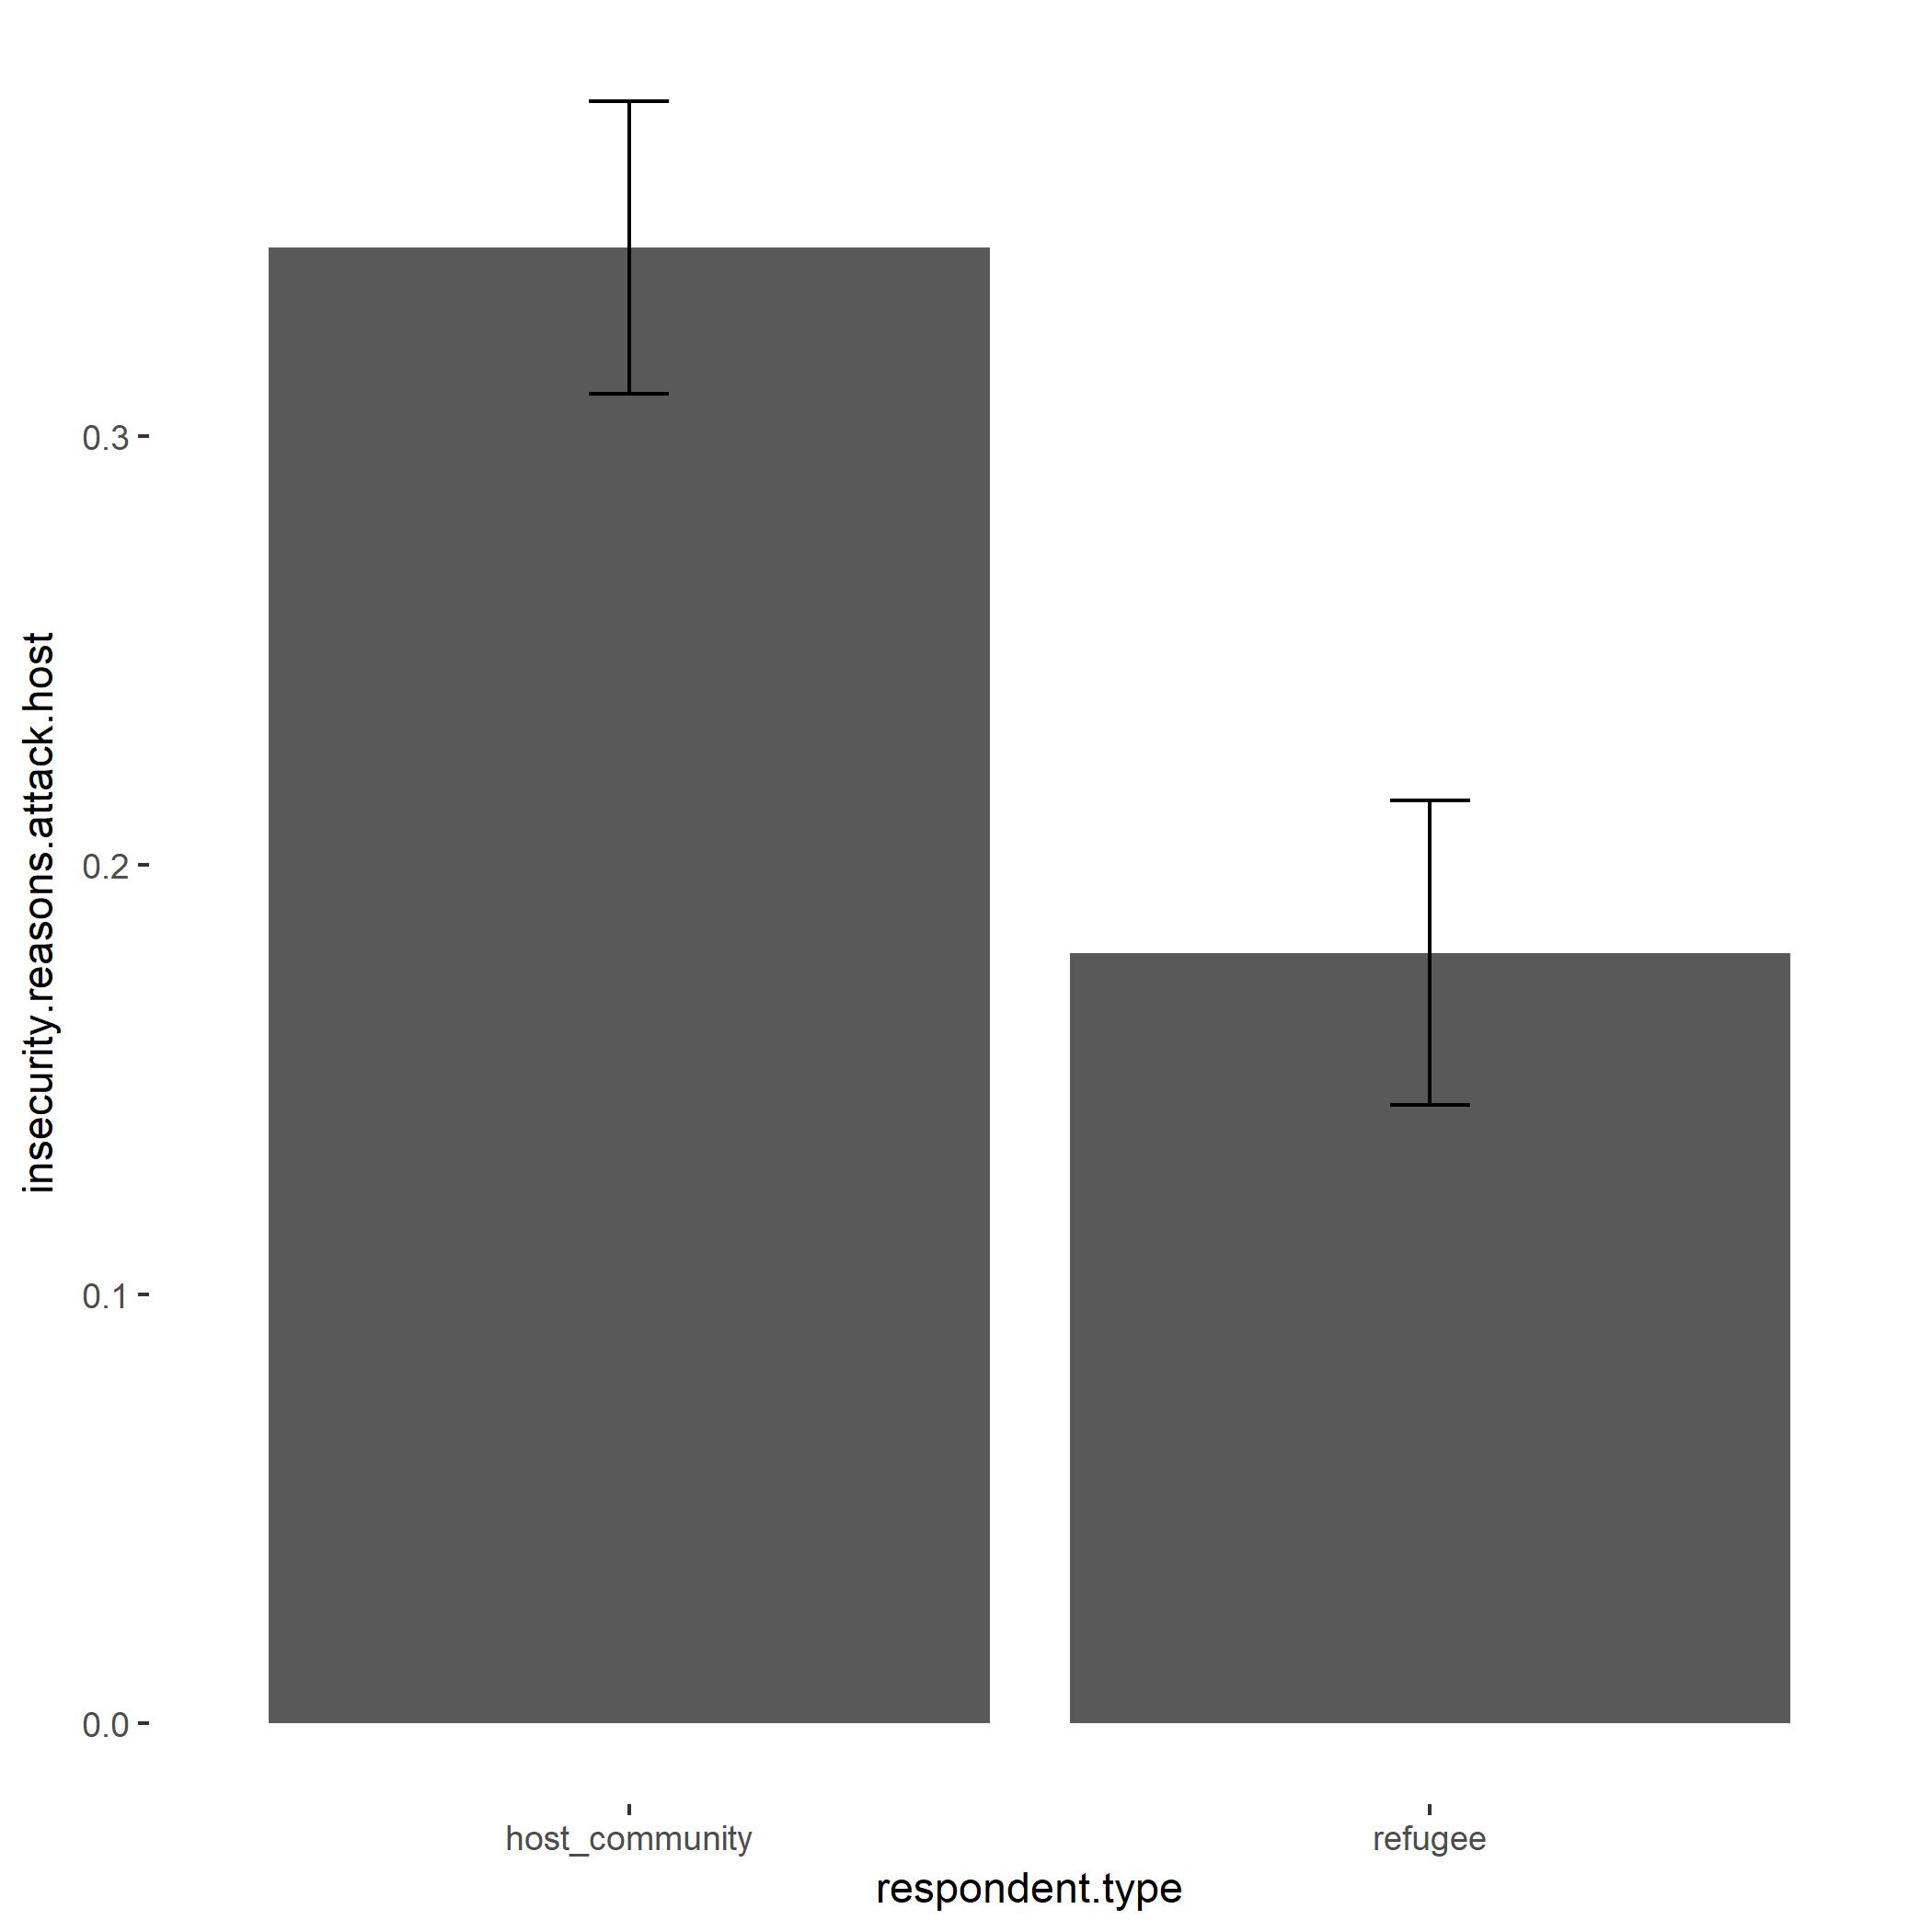 insecurity.reasons.attack.host
0.3
0.2
0.1
0.0
host_community refugee
respondent.type